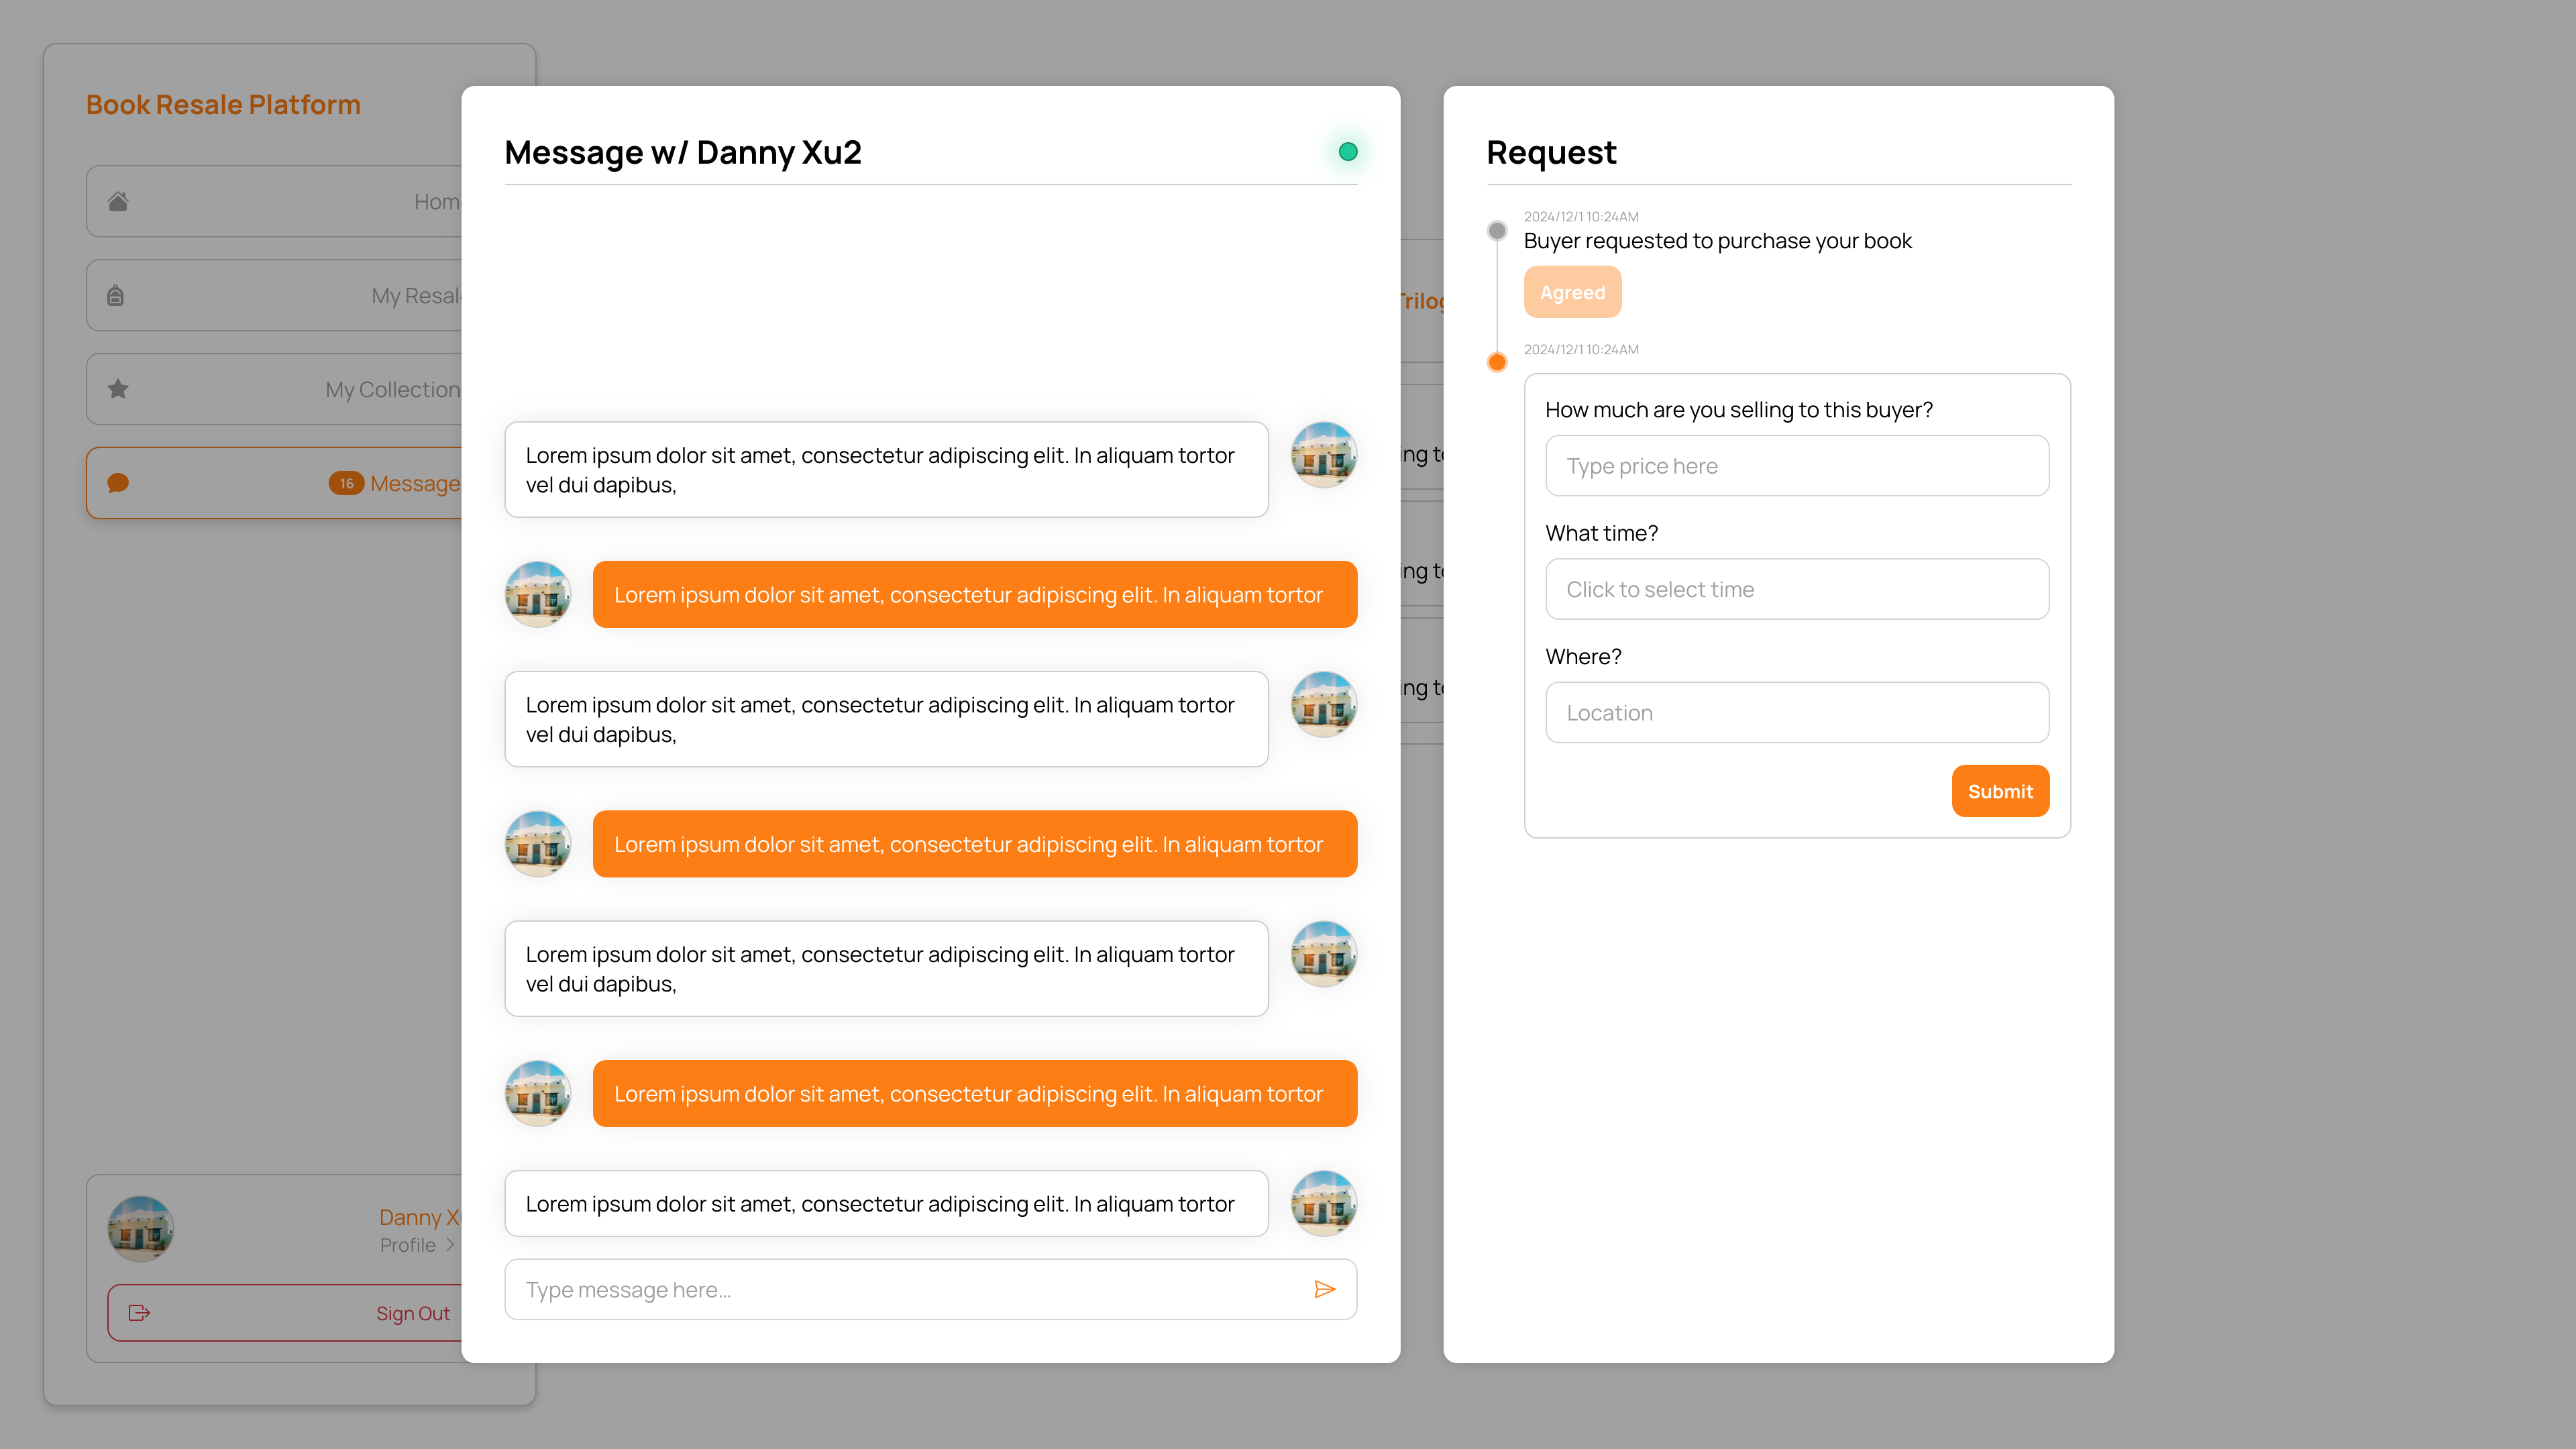 Book Resale Platform
Home
My Resale
My Collection
16 Message
Danny X
Profile
Sign Out
Message w/ Danny Xu2
Lorem ipsum dolor sit amet, consectetur adipiscing elit. In aliquam tortor
vel dui dapibus,
Lorem ipsum dolor sit amet, consectetur adipiscing elit. In aliquam tortor
Lorem ipsum dolor sit amet, consectetur adipiscing elit. In aliquam tortor
vel dui dapibus,
Lorem ipsum dolor sit amet, consectetur adipiscing elit. In aliquam tortor
Lorem ipsum dolor sit amet, consectetur adipiscing elit. In aliquam tortor
vel dui dapibus,
Lorem ipsum dolor sit amet, consectetur adipiscing elit. In aliquam tortor
Lorem ipsum dolor sit amet, consectetur adipiscing elit. In aliquam tortor
Type message here...
Request
2024/12/1 10:24AM
Buyer requested to purchase your book
Agreed
2024/12/1 10:24AM
How much are you selling to this buyer?
Type price here
What time?
Click to select time
Where?
Location
Submit